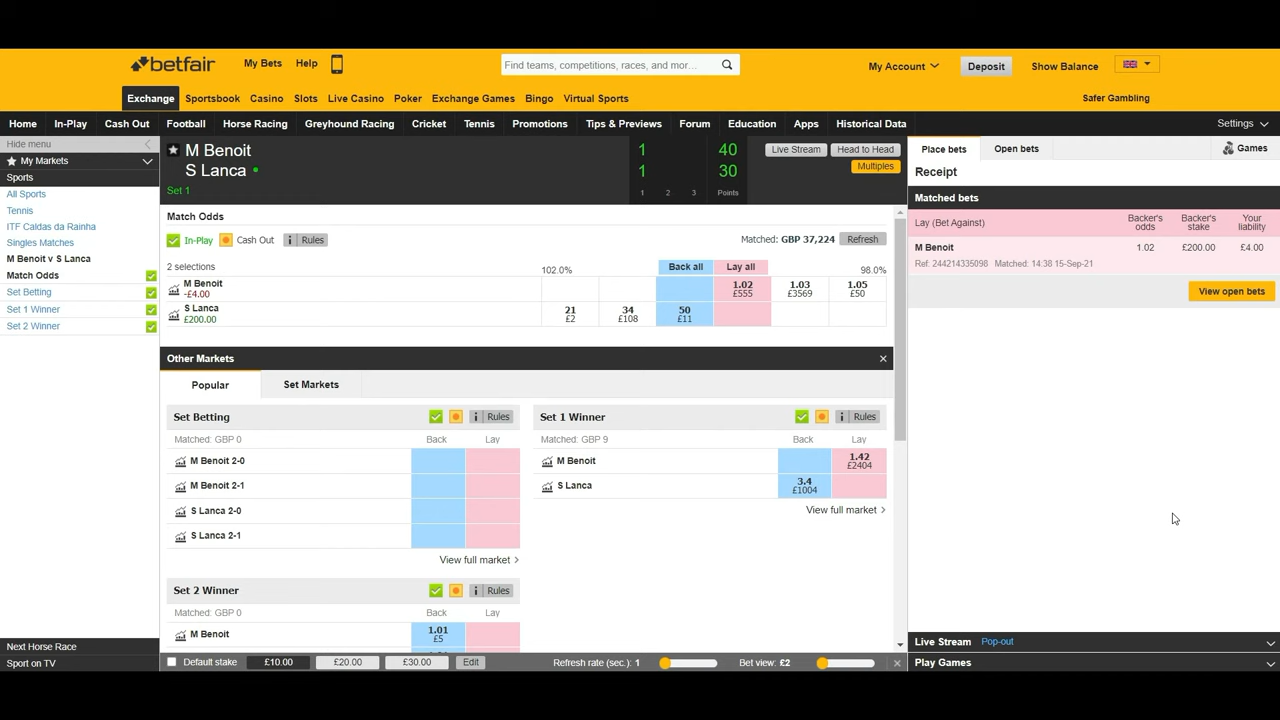 betfair
My Bets Help
Find teams, competitions, races, and mor...
My Account Deposit Show Balance
Exchange Sportsbook Casino Slots Live Casino Poker Exchange Games Bingo Virtual Sports
Safer Gambling
Home In-Play Cash Out Football Horse Racing Greyhound Racing Cricket Tennis Promotions Tips & Previews Forum Education Apps Historical Data Settings
Hide menu
My Markets
Sports
All Sports
Tennis
ITF Caldas da Rainha
Singles Matches
M Benoit v S Lanca
Match Odds
Set Betting
Set 1 Winner
Set 2 Winner
Next Horse Race
Sport on TV
M Benoit 1 40
S Lanca 1 30
Set 1 1 2 3 Points
Live Stream Head to Head
Multiples
Match Odds
In-Play Cash Out i Rules Matched: GBP 37,224 Refresh
2 selections 102.0% Back all Lay all 98.0%
M Benoit 1.02 1.03 1.05
-£4.00 £555 £3569 £50
S Lanca 21 34 50
£200.00 £2 £108 £11
Other Markets
Popular Set Markets
Set Betting i Rules
Matched: GBP 0 Back Lay
M Benoit 2-0
M Benoit 2-1
S Lanca 2-0
S Lanca 2-1
View full market
Set 1 Winner i Rules
Matched: GBP 9 Back Lay
M Benoit 1.42
£2404
S Lanca 3.4
£1004
View full market
Set 2 Winner i Rules
Matched: GBP 0 Back Lay
M Benoit 1.01
£5
Default stake £10.00 £20.00 £30.00 Edit Refresh rate (sec.): 1 Bet view: £2
Place bets Open bets Games
Receipt
Matched bets
Lay (Bet Against) Backer's odds Backer's stake Your liability
M Benoit 1.02 £200.00 £4.00
Ref: 244214335098 Matched: 14:38 15-Sep-21
View open bets
Live Stream Pop-out
Play Games